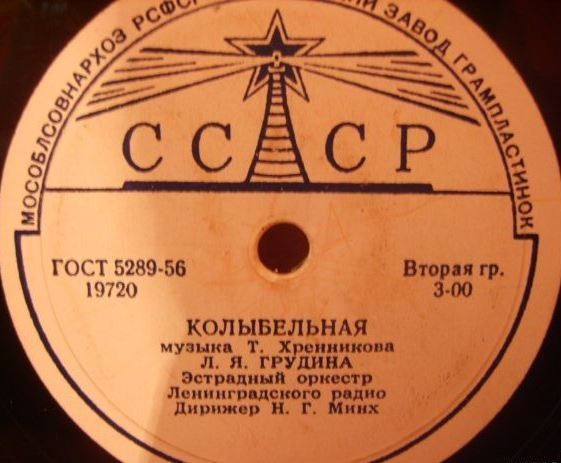 МОСОБЛСОВНАРХОЗ РСФСР ЗАВОД ГРАМПЛАСТИНОК
СССР
ГОСТ 5289-56
19720
Вторая гр.
3-00
КОЛЫБЕЛЬНАЯ
музыка Т. Хренникова
Л. Я. ГРУДИНА
Эстрадный оркестр
Ленинградского радио
Дирижер Н. Г. Минх